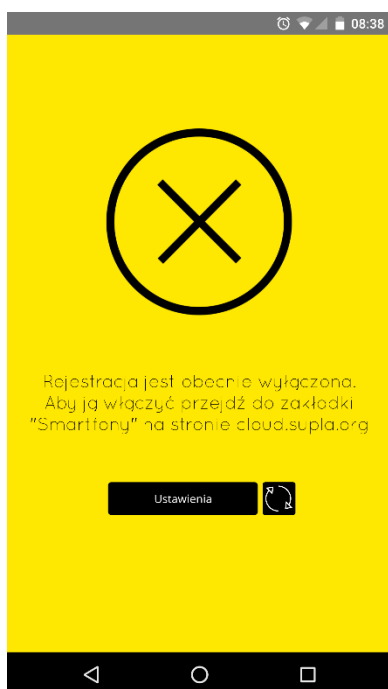 08:38
Rejestracja jest obecnie wyłączona.
Aby ją włączyć przejdź do zakładki
"Smartfony" na stronie cloud.supla.org
Ustawienia